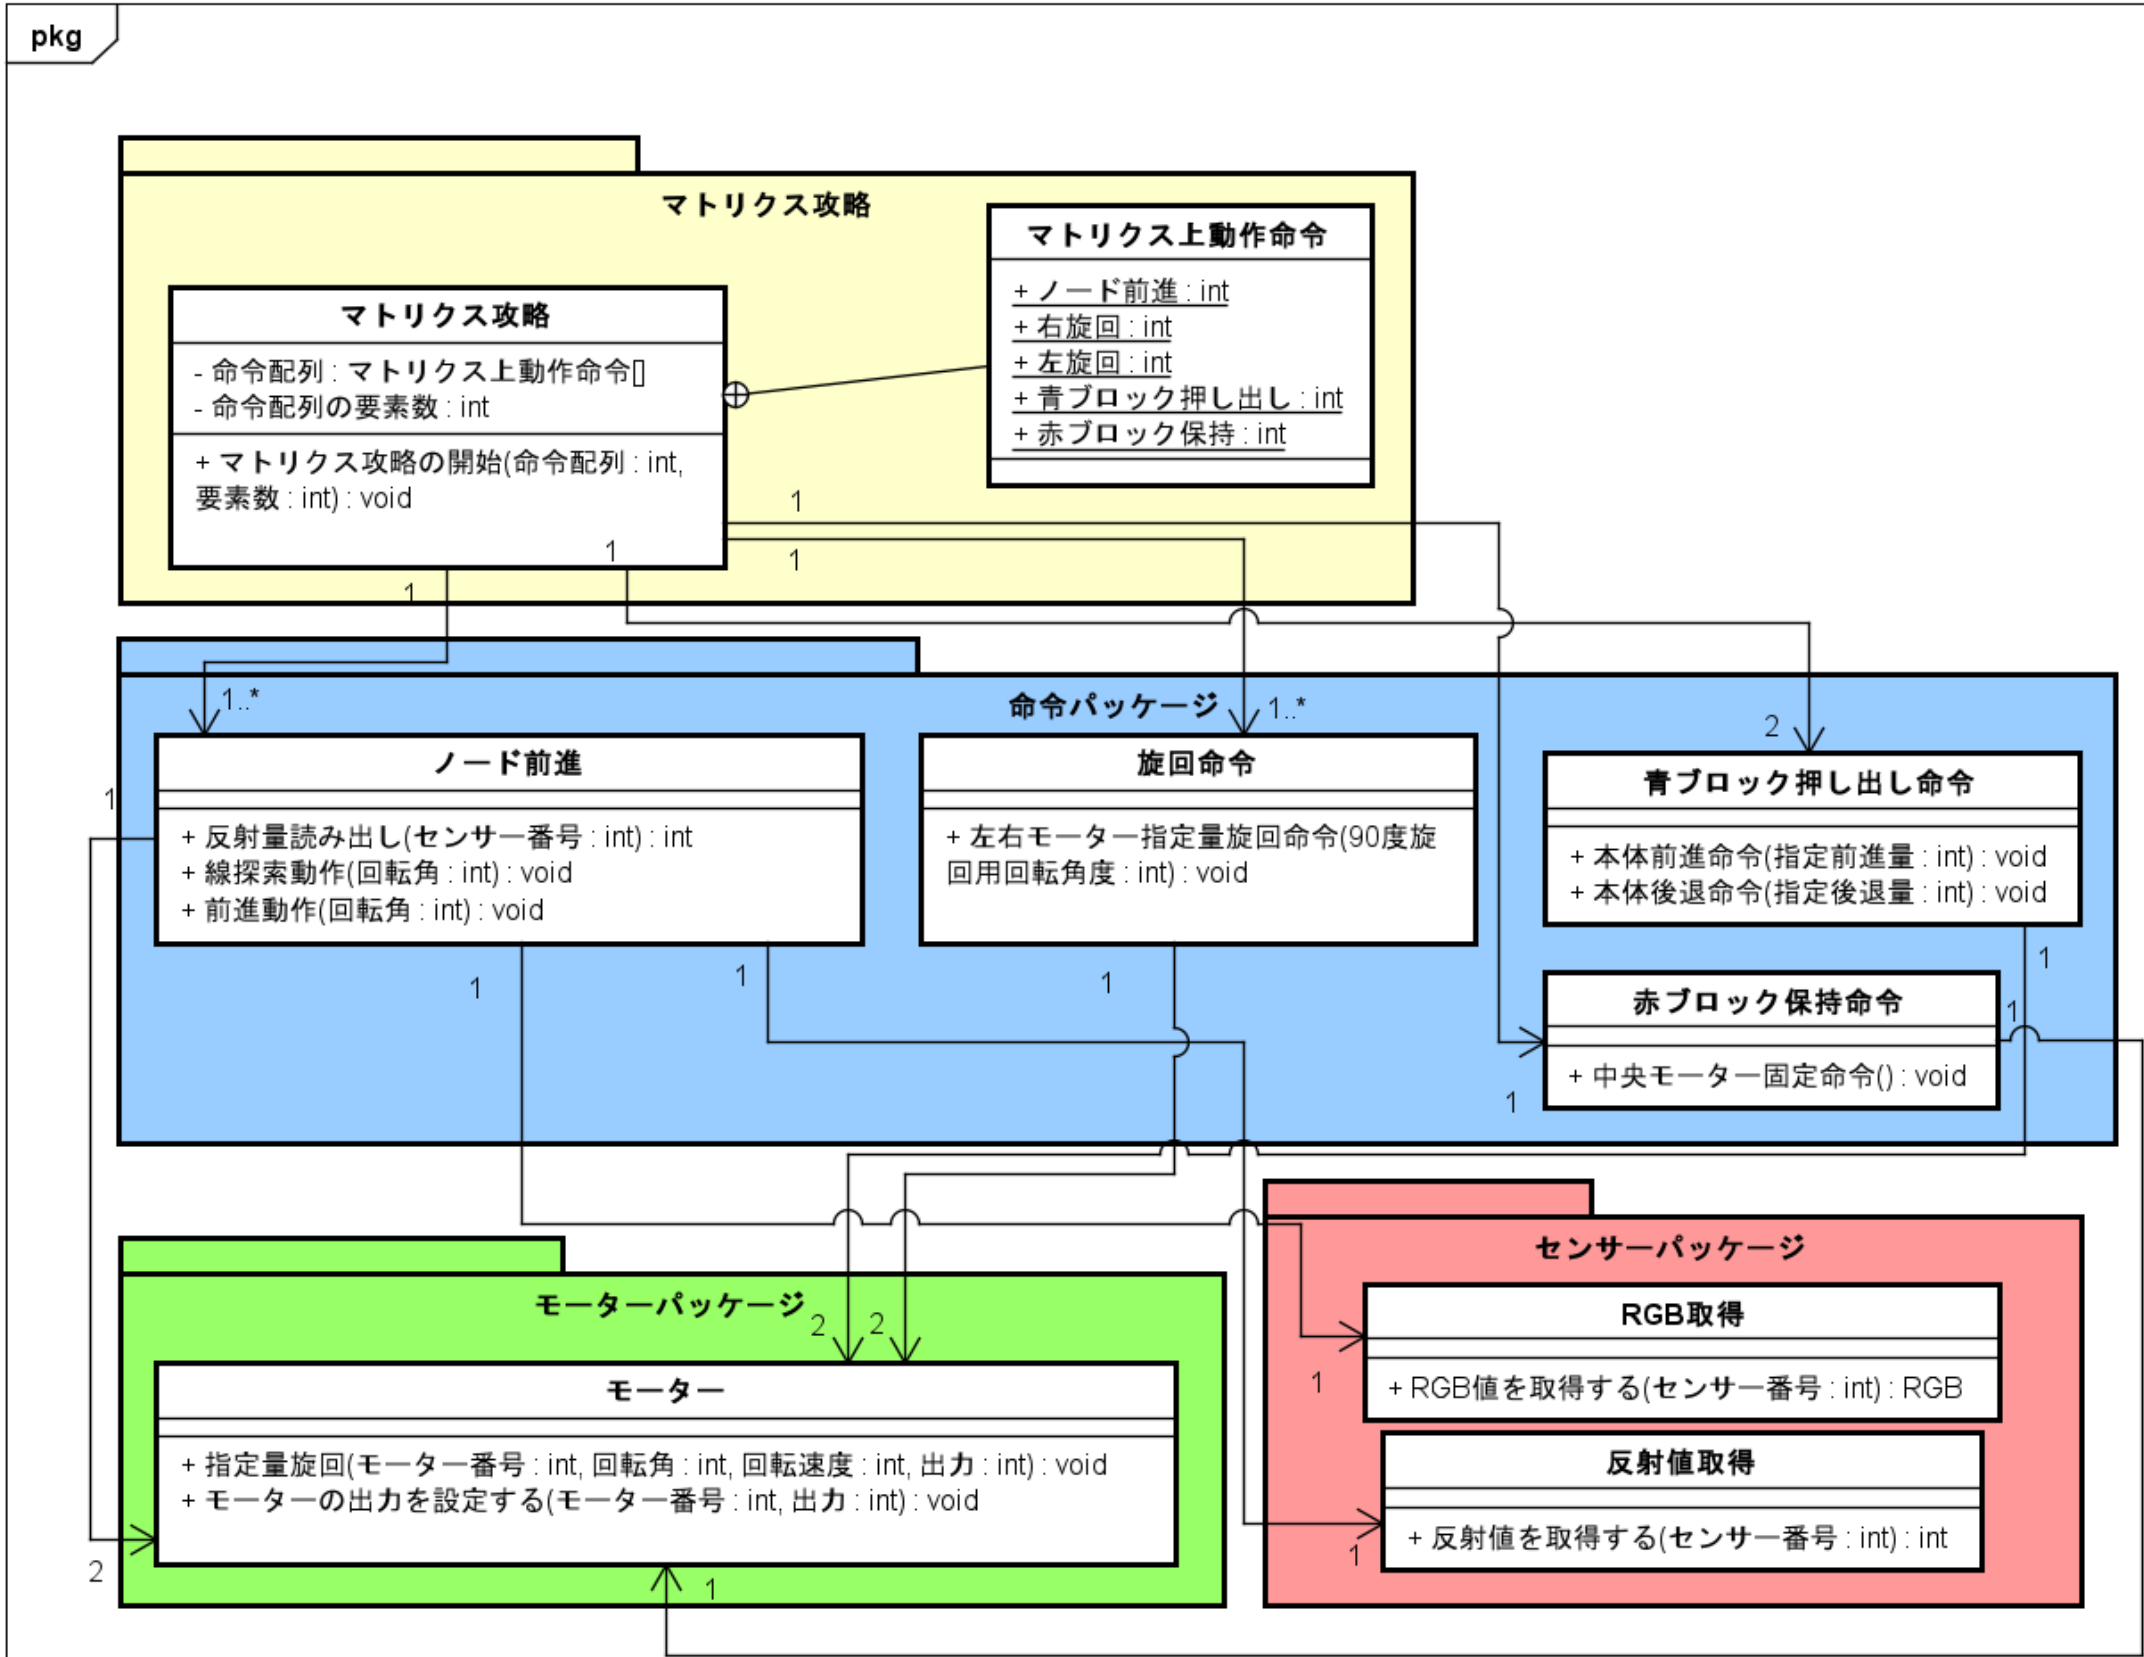 pkg
マトリクス攻略
マトリクス上動作命令
+ ノード前進 : int
+ 右旋回 : int
+ 左旋回 : int
+ 青ブロック押し出し : int
+ 赤ブロック保持 : int
マトリクス攻略
- 命令配列 : マトリクス上動作命令[]
- 命令配列の要素数 : int
+ マトリクス攻略の開始(命令配列 : int,
要素数 : int) : void
1
1
1
1
命令パッケージ
1..*
1..*
2
ノード前進
+ 反射量読み出し(センサー番号 : int) : int
+ 線探索動作(回転角 : int) : void
+ 前進動作(回転角 : int) : void
旋回命令
+ 左右モーター指定量旋回命令(90度旋
回用回転角度 : int) : void
青ブロック押し出し命令
+ 本体前進命令(指定前進量 : int) : void
+ 本体後退命令(指定後退量 : int) : void
1
1
1
1
1
赤ブロック保持命令
+ 中央モーター固定命令() : void
1
1
センサーパッケージ
RGB取得
+ RGB値を取得する(センサー番号 : int) : RGB
1
反射値取得
+ 反射値を取得する(センサー番号 : int) : int
1
モーターパッケージ
2
2
モーター
+ 指定量旋回(モーター番号 : int, 回転角 : int, 回転速度 : int, 出力 : int) : void
+ モーターの出力を設定する(モーター番号 : int, 出力 : int) : void
2
1